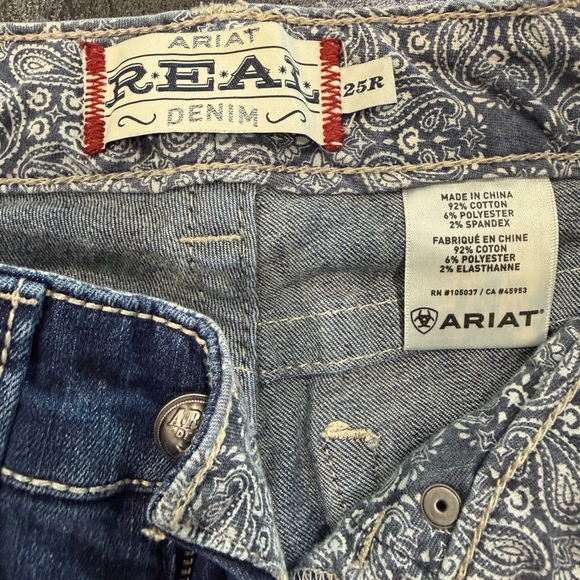 ARIAT
REAL
DENIM
25R
MADE IN CHINA
92% COTTON
6% POLYESTER
2% SPANDEX
FABRIQUÉ EN CHINE
92% COTON
6% POLYESTER
2% ELASTHANNE
RN #105037 / CA #45953
ARIAT